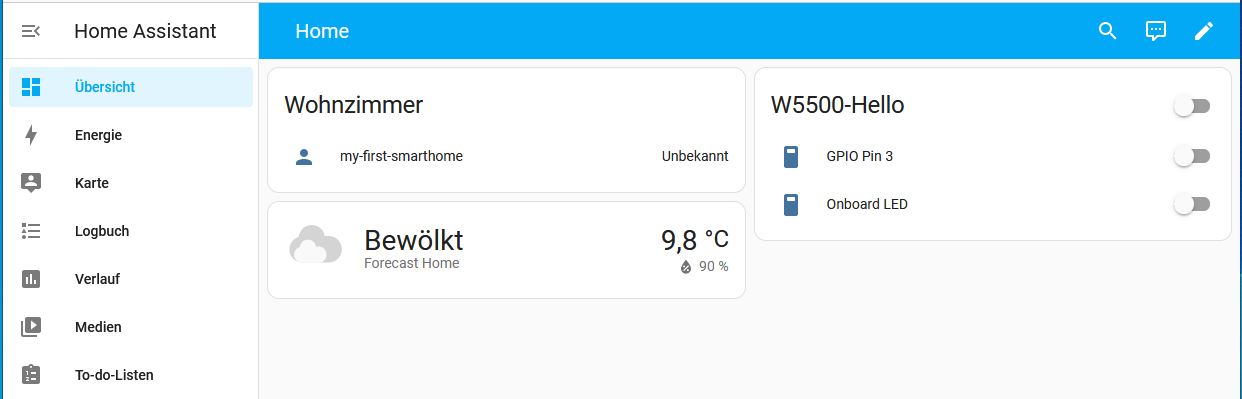 Home Assistant
Home
Übersicht
Energie
Karte
Logbuch
Verlauf
Medien
To-do-Listen
Wohnzimmer
my-first-smarthome Unbekannt
Bewölkt 9,8 °C
Forecast Home 90 %
W5500-Hello
GPIO Pin 3
Onboard LED